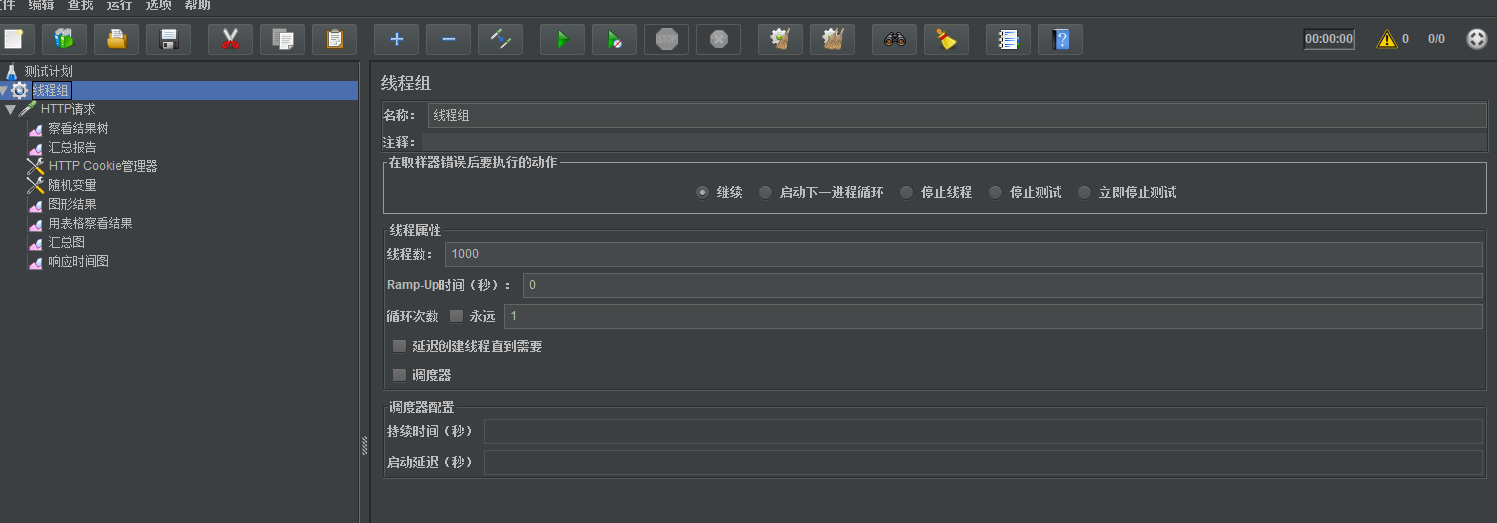 文件 编辑 查找 运行 选项 帮助
STOP
00:00:00 0 0/0
测试计划
线程组
HTTP请求
察看结果树
汇总报告
HTTP Cookie管理器
随机变量
图形结果
用表格察看结果
汇总图
响应时间图
线程组
名称： 线程组
注释：
在取样器错误后要执行的动作
继续 启动下一进程循环 停止线程 停止测试 立即停止测试
线程属性
线程数： 1000
Ramp-Up时间（秒）： 0
循环次数 永远 1
延迟创建线程直到需要
调度器
调度器配置
持续时间（秒）
启动延迟（秒）